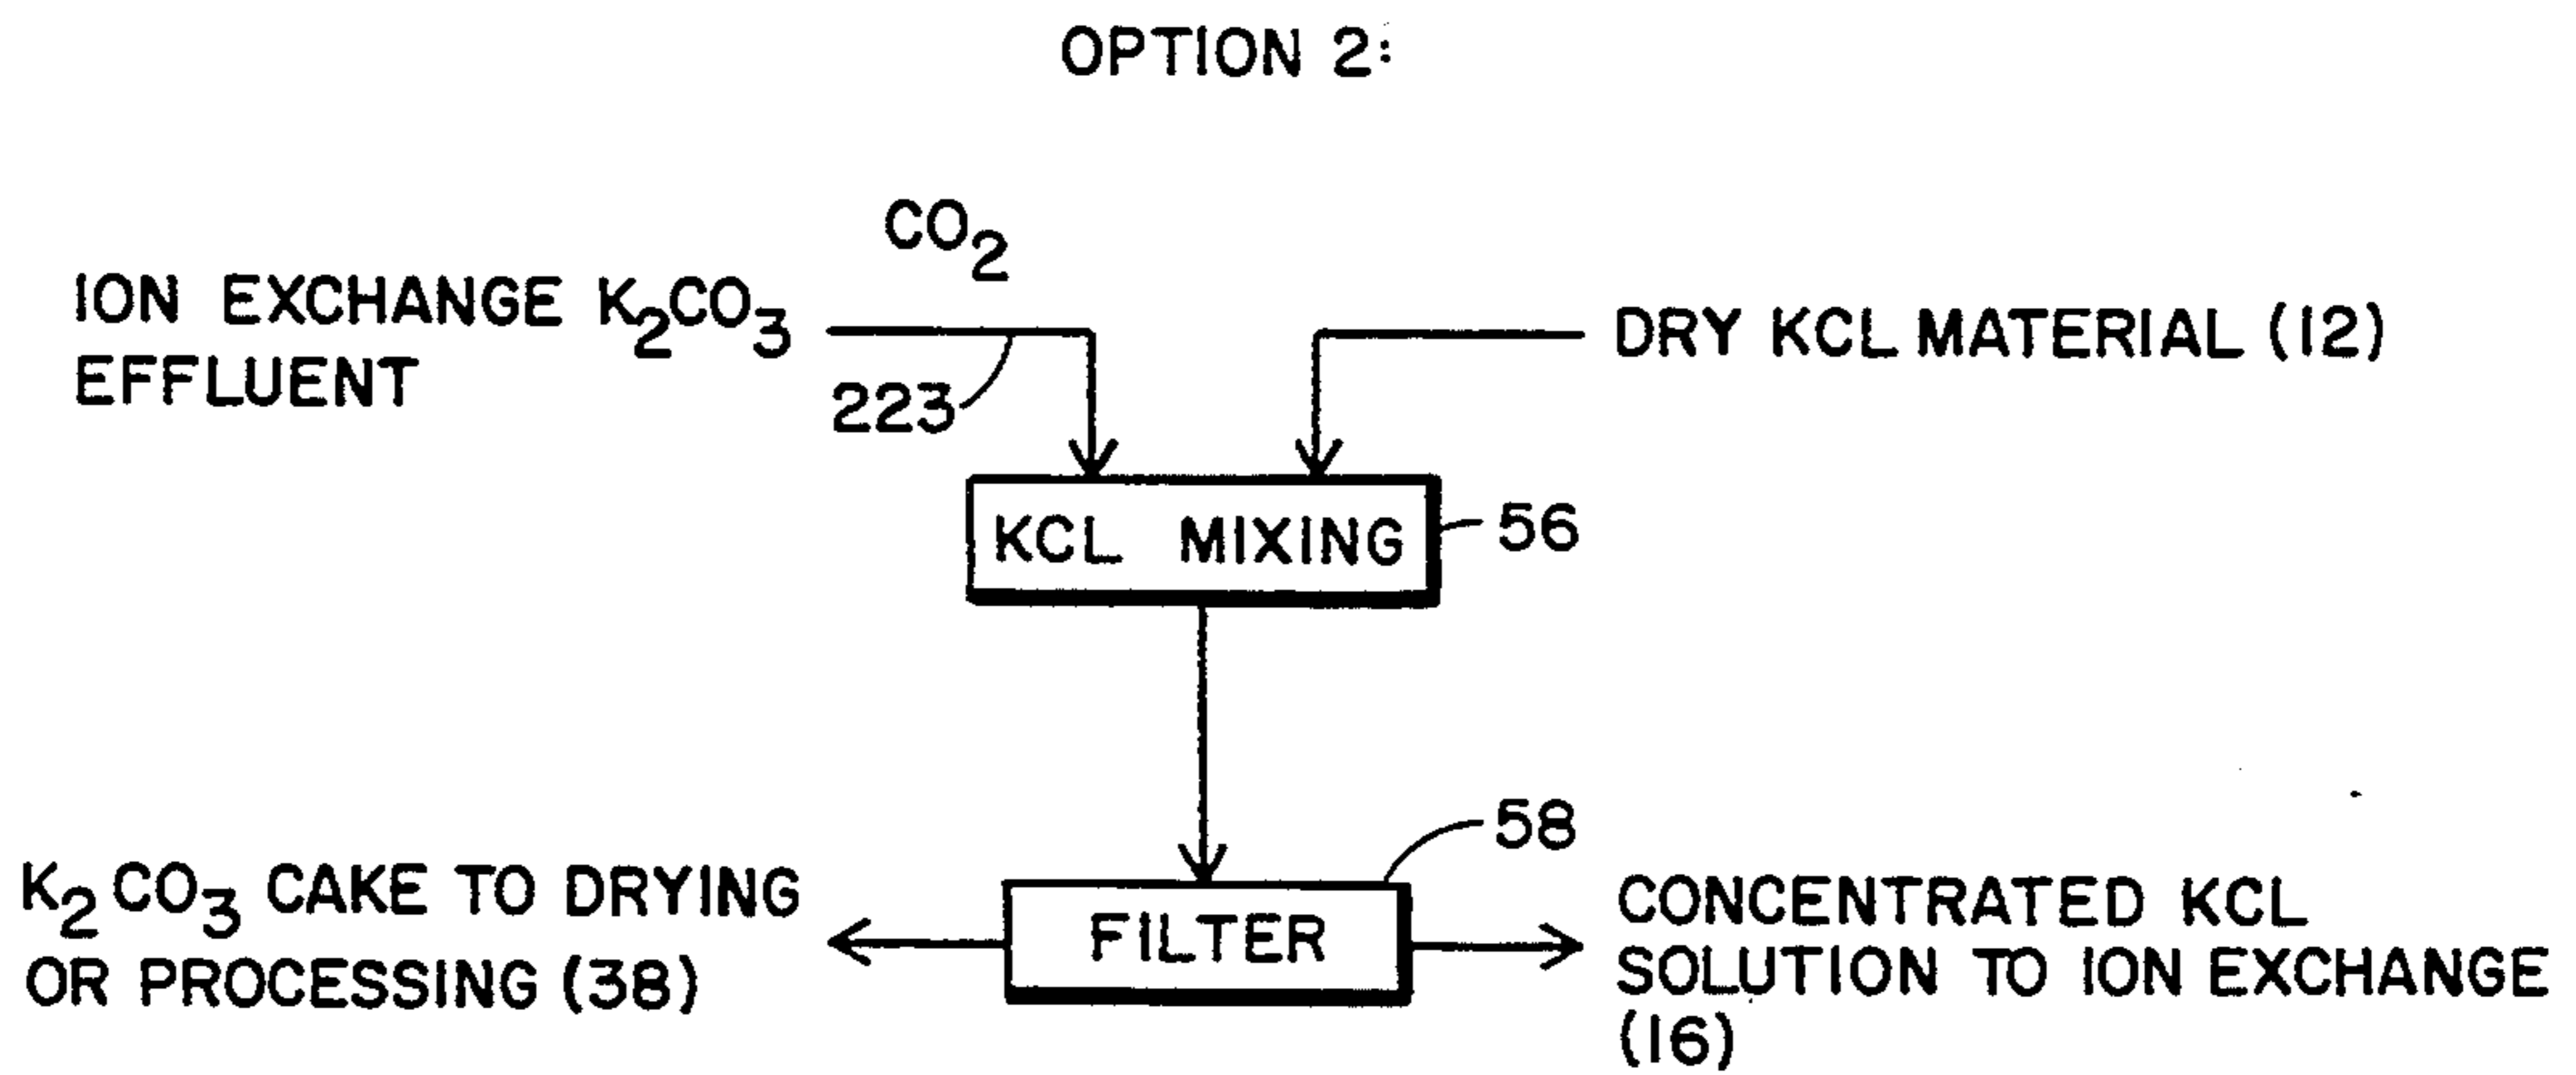 OPTION 2:
CO2
ION EXCHANGE K2CO3
EFFLUENT
223
DRY KCL MATERIAL (12)
KCL MIXING
56
58
K2CO3 CAKE TO DRYING
OR PROCESSING (38)
FILTER
CONCENTRATED KCL
SOLUTION TO ION EXCHANGE
(16)